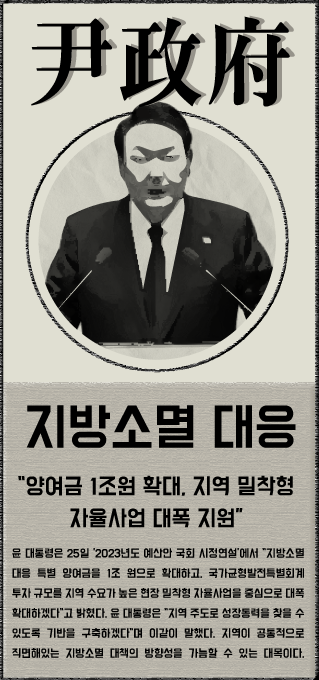 尹政府
지방소멸 대응
"양여금 1조원 확대, 지역 밀착형
자율사업 대폭 지원"
윤 대통령은 25일 '2023년도 예산안 국회 시정연설'에서 "지방소멸
대응 특별 양여금을 1조 원으로 확대하고, 국가균형발전특별회계
투자 규모를 지역 수요가 높은 현장 밀착형 자율사업을 중심으로 대폭
확대하겠다"고 밝혔다. 윤 대통령은 "지역 주도로 성장동력을 찾을 수
있도록 기반을 구축하겠다"며 이같이 말했다. 지역이 공통적으로
직면해있는 지방소멸 대책의 방향성을 가늠할 수 있는 대목이다.